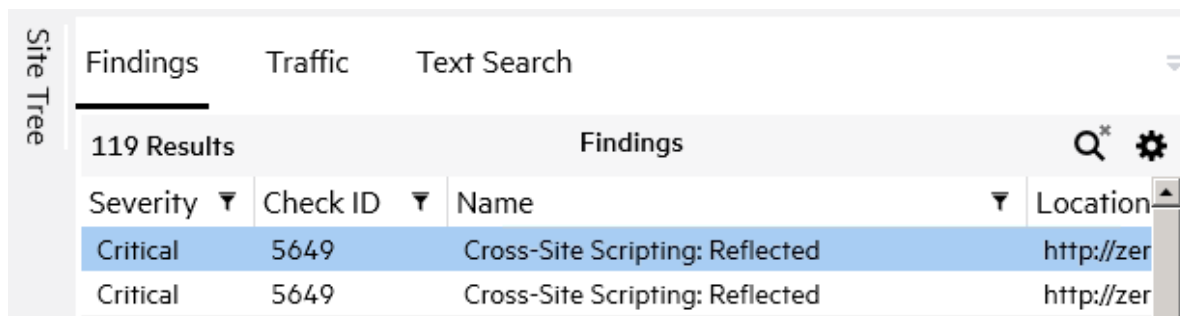 Site Tree
Findings Traffic Text Search
119 Results Findings
Severity Check ID Name Location
Critical 5649 Cross-Site Scripting: Reflected http://zer
Critical 5649 Cross-Site Scripting: Reflected http://zer